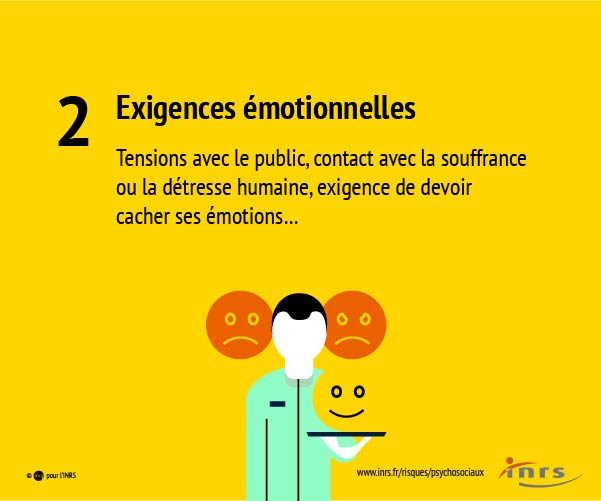 2
Exigences émotionnelles
Tensions avec le public, contact avec la souffrance
ou la détresse humaine, exigence de devoir
cacher ses émotions...
© pour l'INRS
www.inrs.fr/risques/psychosociaux
inrs